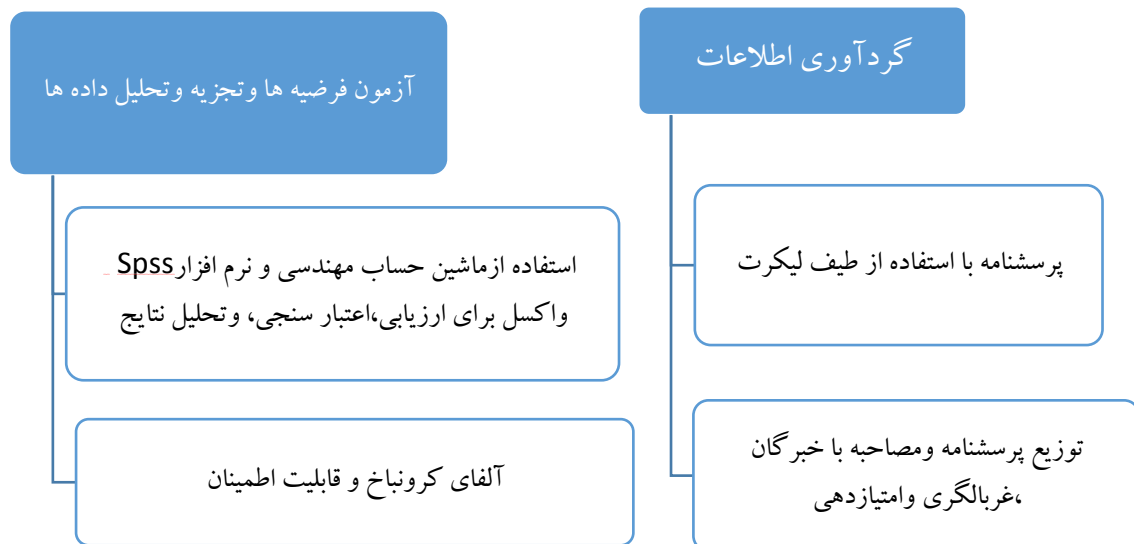 گردآوری اطلاعات
پرسشنامه با استفاده از طیف لیکرت
توزیع پرسشنامه ومصاحبه با خبرگان
،غربالگری وامتیازدهی
آزمون فرضیه ها وتجزیه وتحلیل داده ها
استفاده ازماشین حساب مهندسی و نرم افزارSpss
واکسل برای ارزیابی،اعتبار سنجی، وتحلیل نتایج
آلفای کرونباخ و قابلیت اطمینان